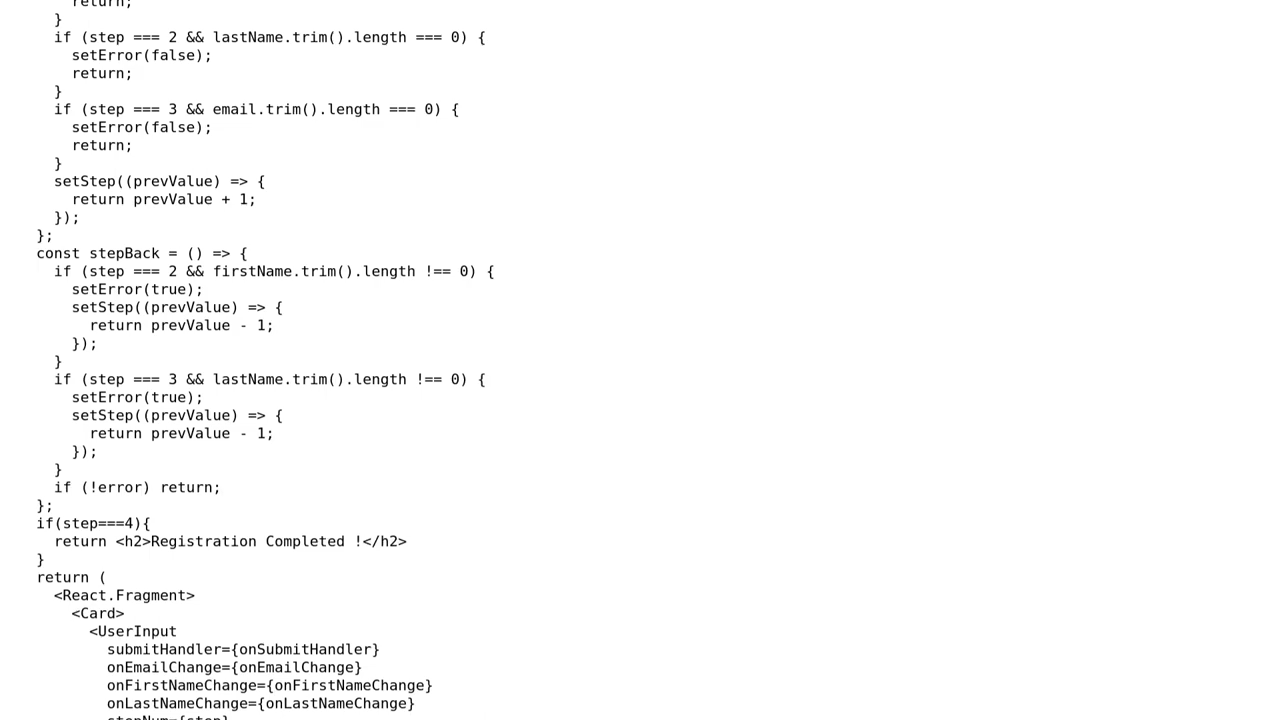 return;
}
if (step === 2 && lastName.trim().length === 0) {
setError(false);
return;
}
if (step === 3 && email.trim().length === 0) {
setError(false);
return;
}
setStep((prevValue) => {
return prevValue + 1;
});
};
const stepBack = () => {
if (step === 2 && firstName.trim().length !== 0) {
setError(true);
setStep((prevValue) => {
return prevValue - 1;
});
}
if (step === 3 && lastName.trim().length !== 0) {
setError(true);
setStep((prevValue) => {
return prevValue - 1;
});
}
if (!error) return;
};
if(step===4){
return <h2>Registration Completed !</h2>
}
return (
<React.Fragment>
<Card>
<UserInput
submitHandler={onSubmitHandler}
onEmailChange={onEmailChange}
onFirstNameChange={onFirstNameChange}
onLastNameChange={onLastNameChange}
stepNum={step}